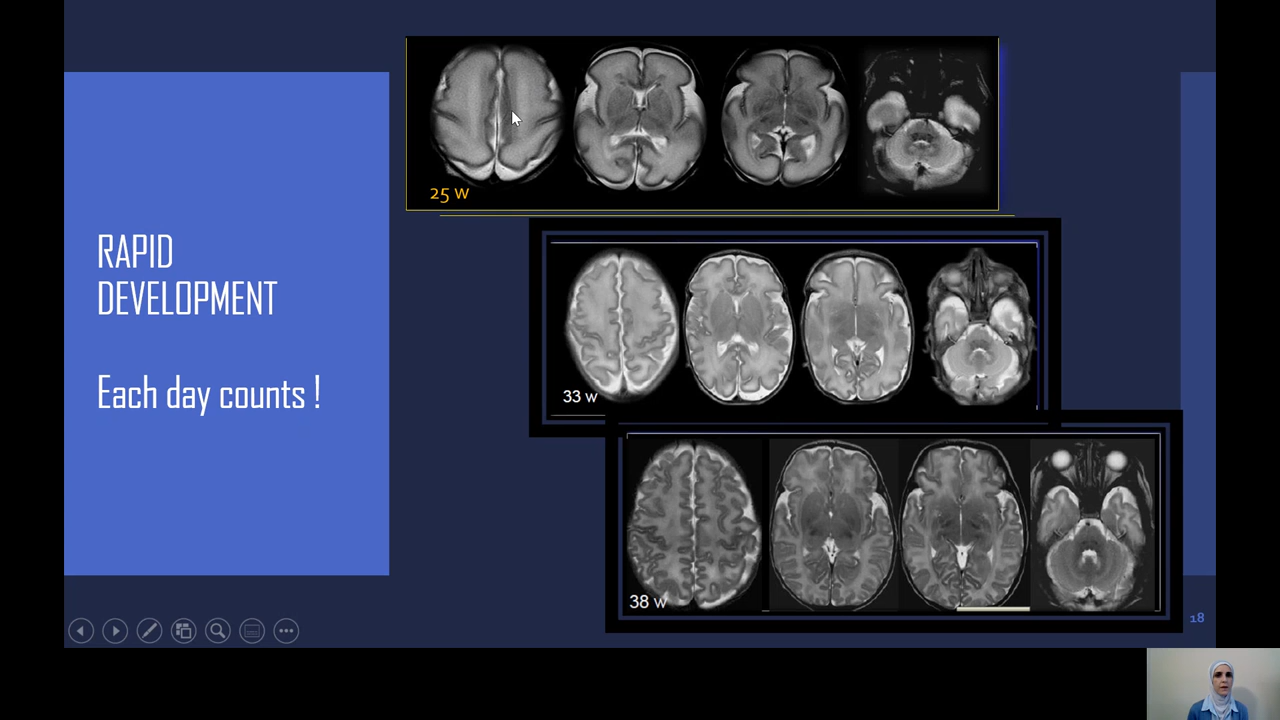 RAPID
DEVELOPMENT
Each day counts !
25 w
33 w
38 w
18